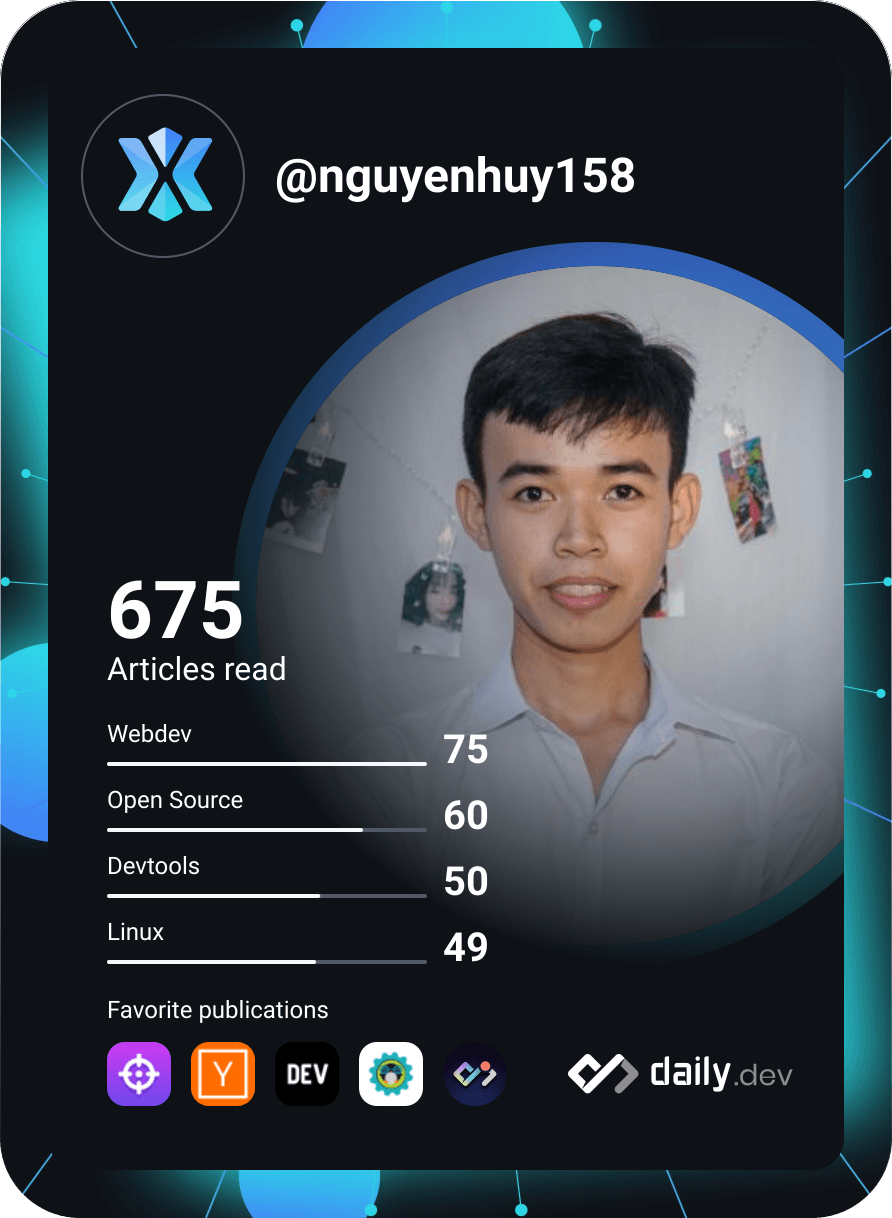 @nguyenhuy158
675
Articles read
Webdev
75
Open Source
60
Devtools
50
Linux
49
Favorite publications
Y
DEV
daily.dev